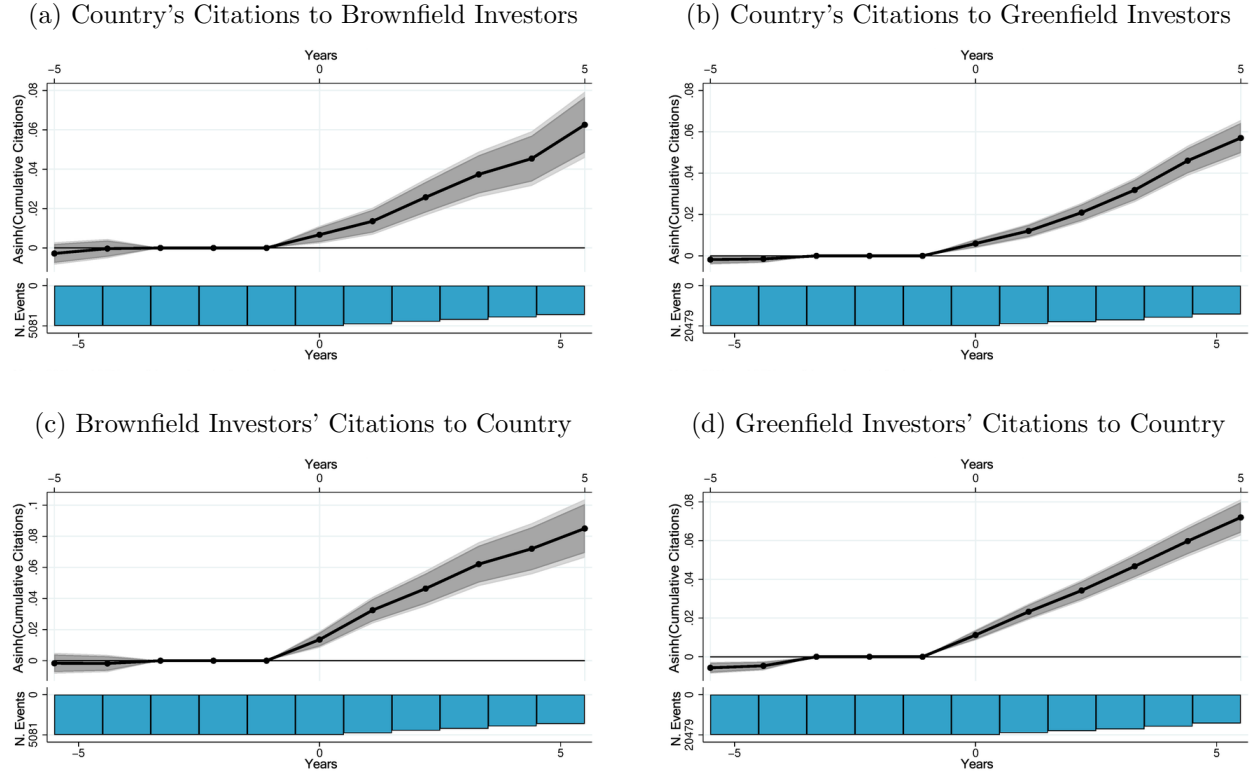 (a) Country's Citations to Brownfield Investors
Years
-5 0 5
Asinh(Cumulative Citations)
.08
.06
.04
.02
0
N. Events
0
5081
-5 0 5
Years
(b) Country's Citations to Greenfield Investors
Years
-5 0 5
Asinh(Cumulative Citations)
.08
.06
.04
.02
0
N. Events
0
20479
-5 0 5
Years
(c) Brownfield Investors' Citations to Country
Years
-5 0 5
Asinh(Cumulative Citations)
.1
.08
.06
.04
.02
0
N. Events
0
5081
-5 0 5
Years
(d) Greenfield Investors' Citations to Country
Years
-5 0 5
Asinh(Cumulative Citations)
.08
.06
.04
.02
0
N. Events
0
20479
-5 0 5
Years